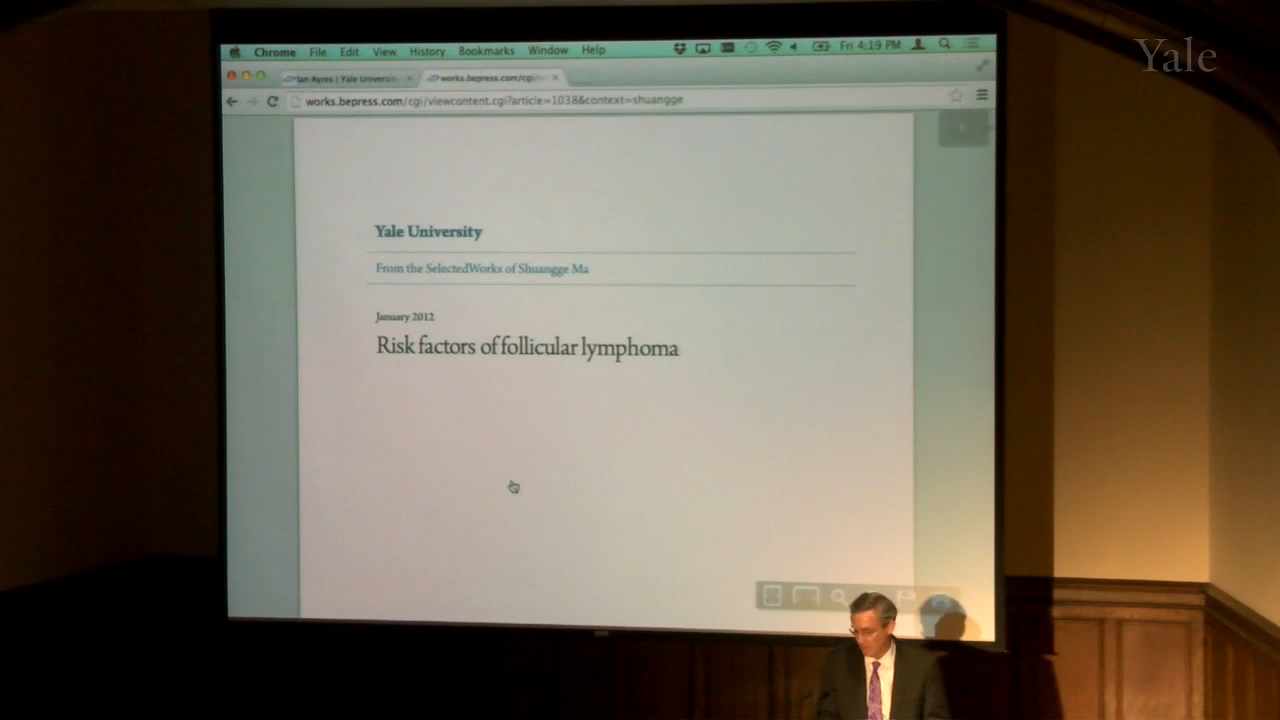 Yale
Chrome File Edit View History Bookmarks Window Help Fri 4:19 PM
Ian Ayres | Yale Universit works.bepress.com/cgi/
works.bepress.com/cgi/viewcontent.cgi?article=1038&context=shuangge
Yale University
From the SelectedWorks of Shuangge Ma
January 2012
Risk factors of follicular lymphoma